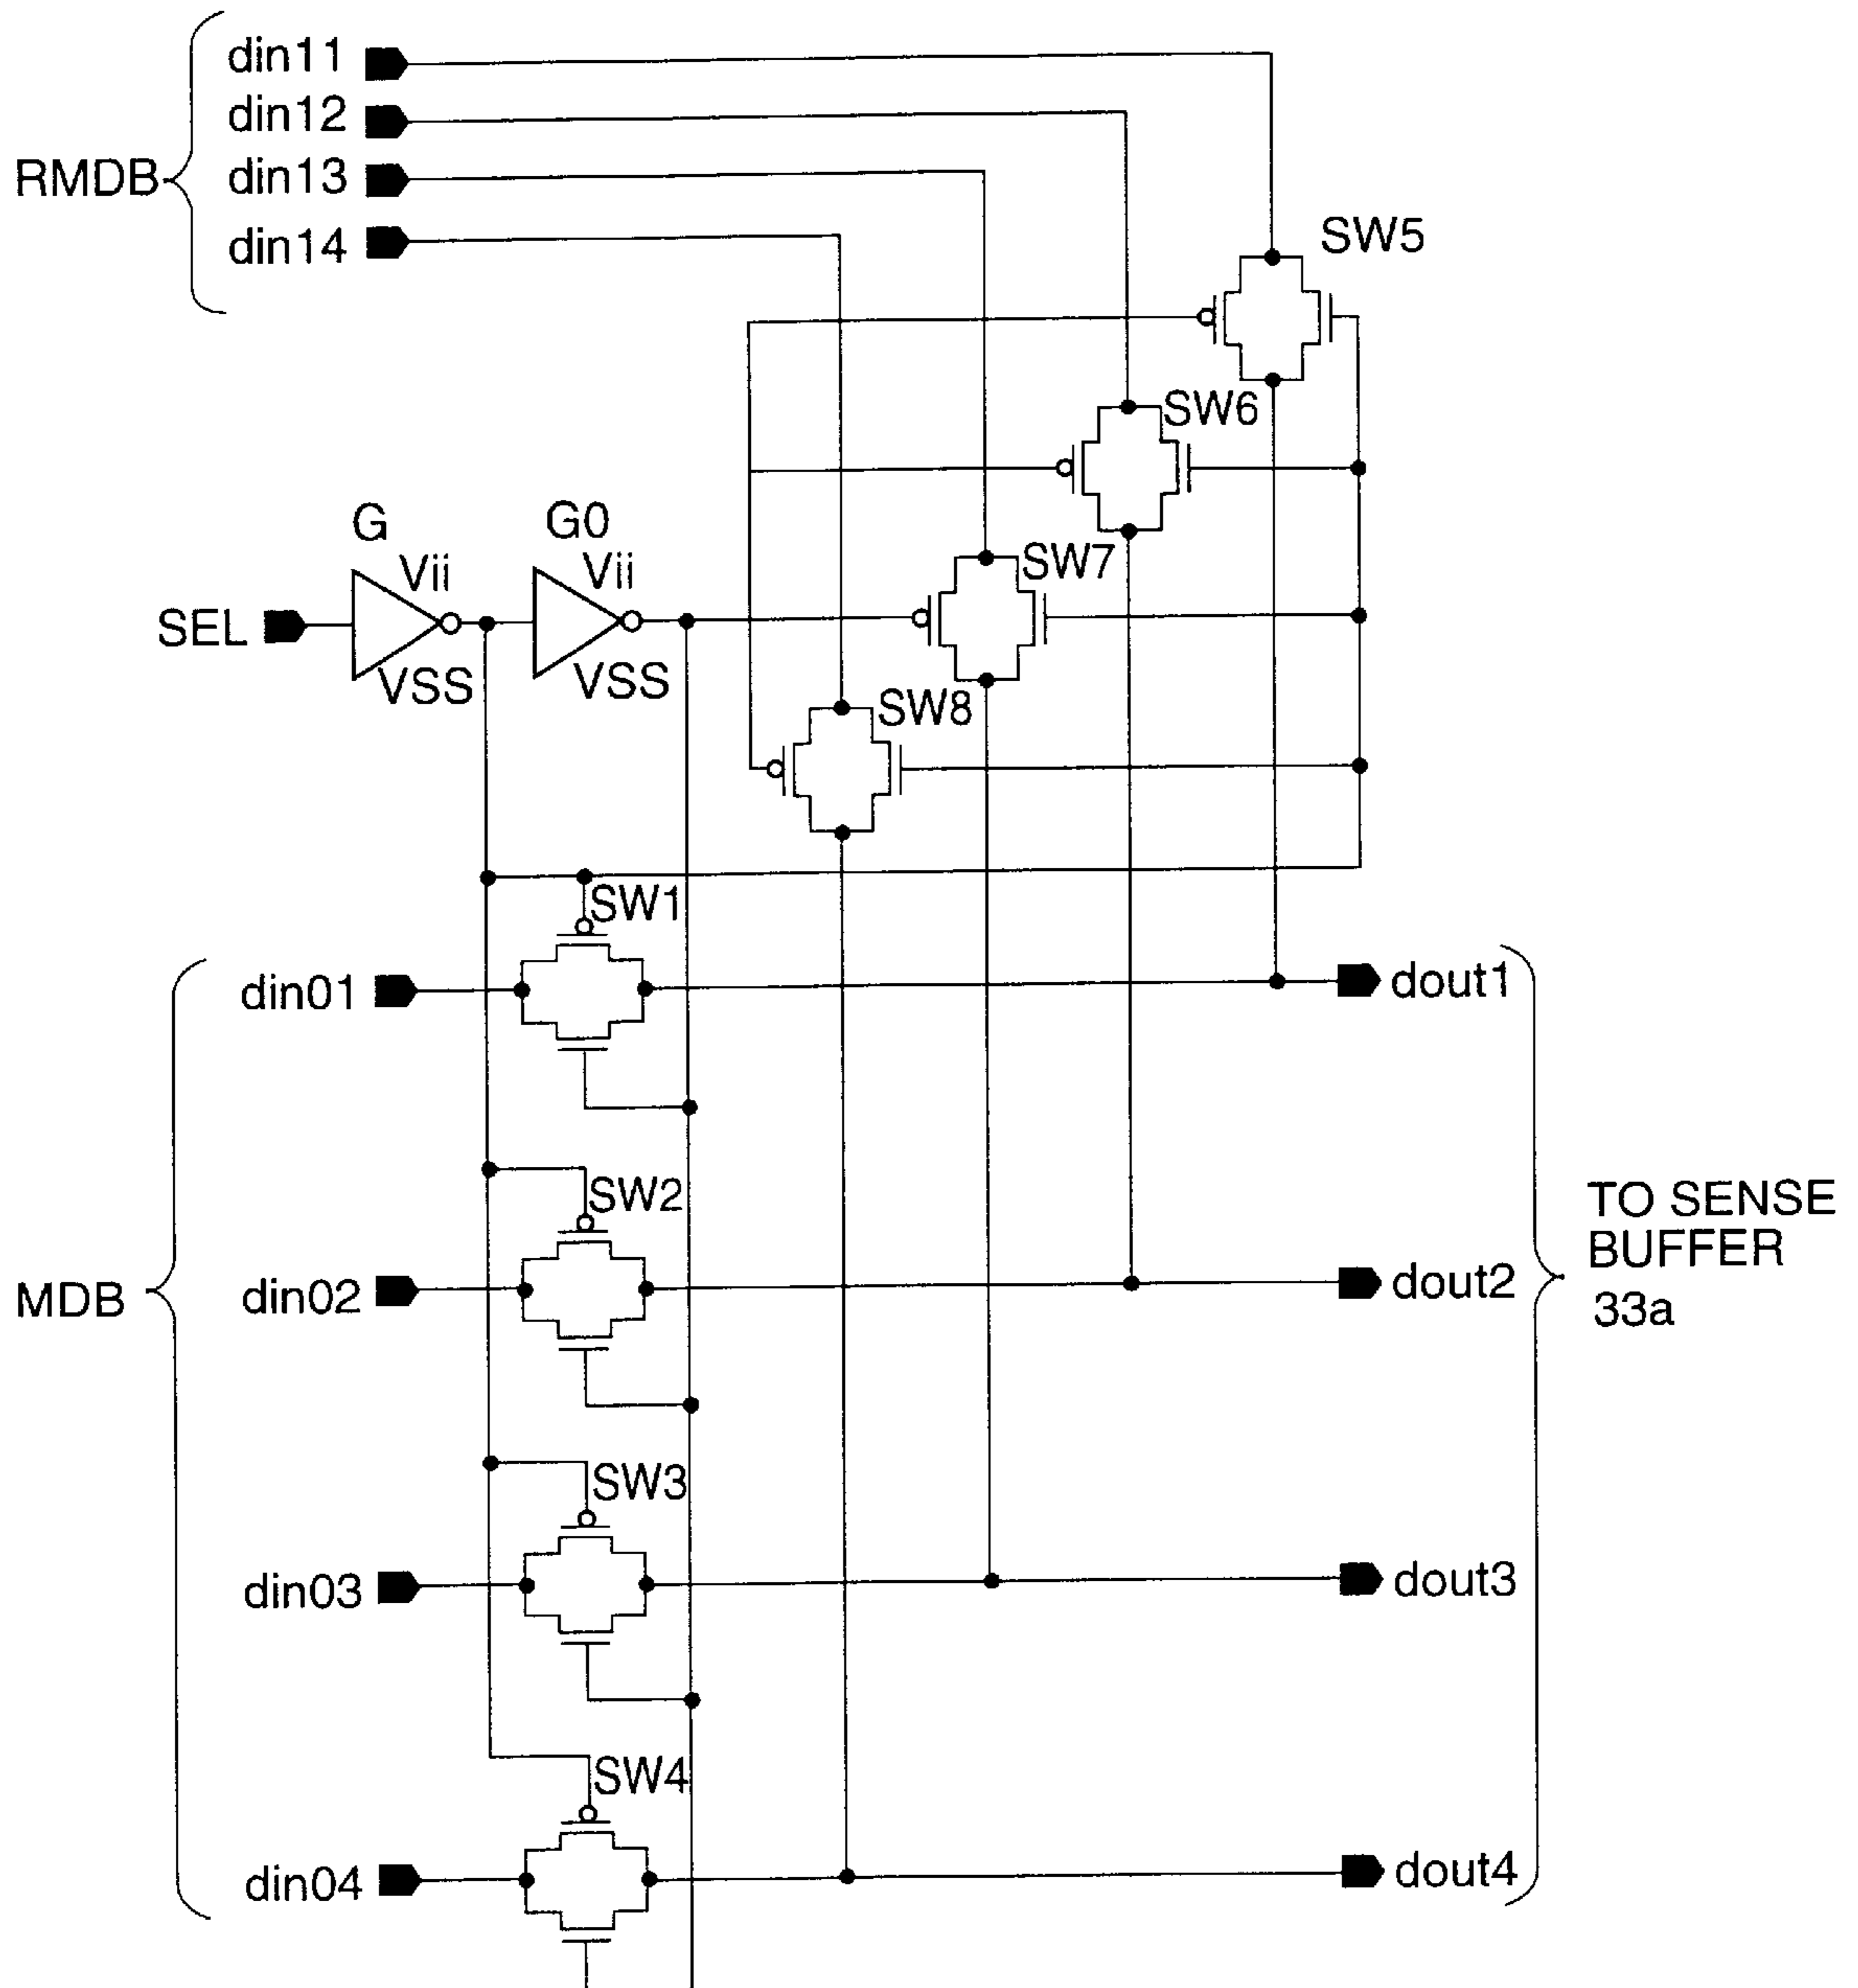 din11
din12
RMDB
din13
din14
SW5
SW6
G
G0
Vii
Vii
SW7
SEL
VSS
VSS
SW8
SW1
din01
dout1
SW2
TO SENSE
BUFFER
33a
MDB
din02
dout2
SW3
din03
dout3
SW4
din04
dout4